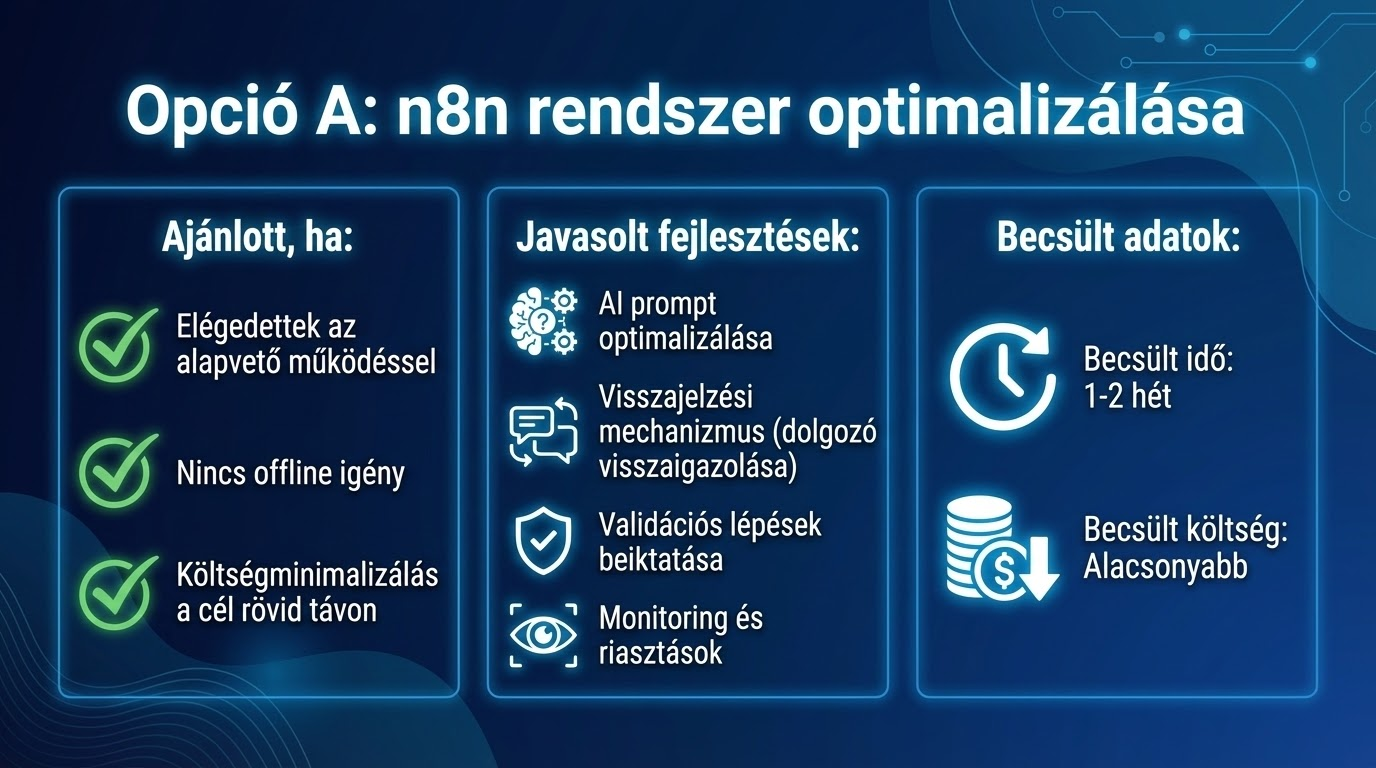 Opció A: n8n rendszer optimalizálása
Ajánlott, ha:
Elégedettek az
alapvető működéssel
Nincs offline igény
Költségminimalizálás
a cél rövid távon
Javasolt fejlesztések:
?
AI prompt
optimalizálása
Visszajelzési
mechanizmus (dolgozó
visszaigazolása)
Validációs lépések
beiktatása
Monitoring és
riasztások
Becsült adatok:
Becsült idő:
1-2 hét
$
Becsült költség:
Alacsonyabb